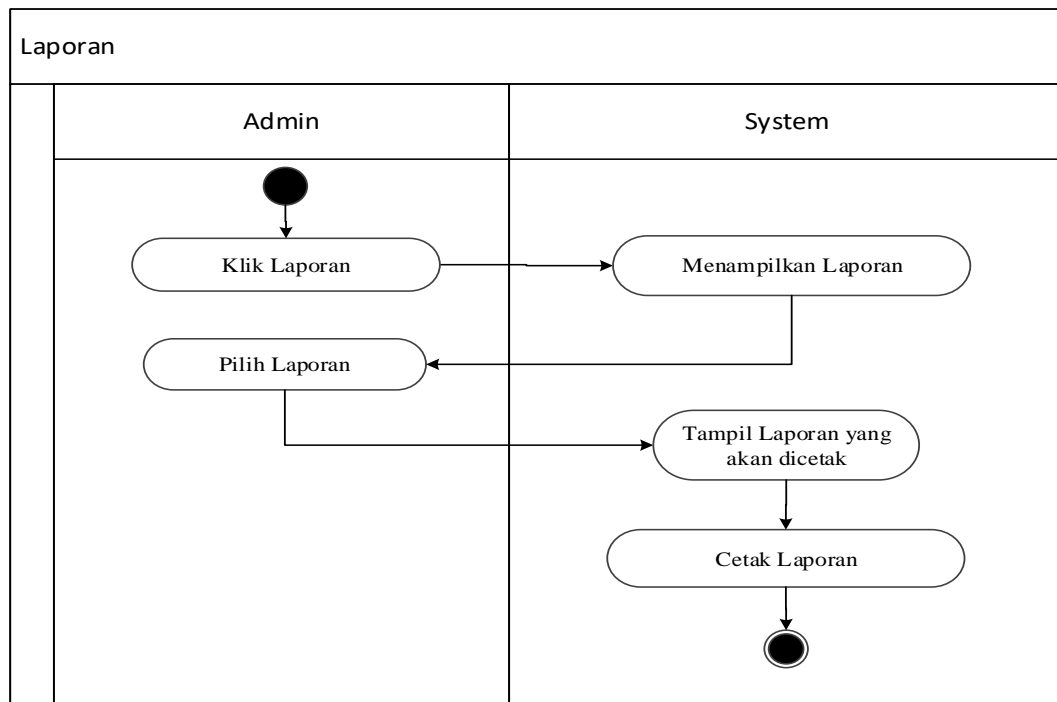 Laporan
Admin
System
Klik Laporan
Menampilkan Laporan
Pilih Laporan
Tampil Laporan yang
akan dicetak
Cetak Laporan